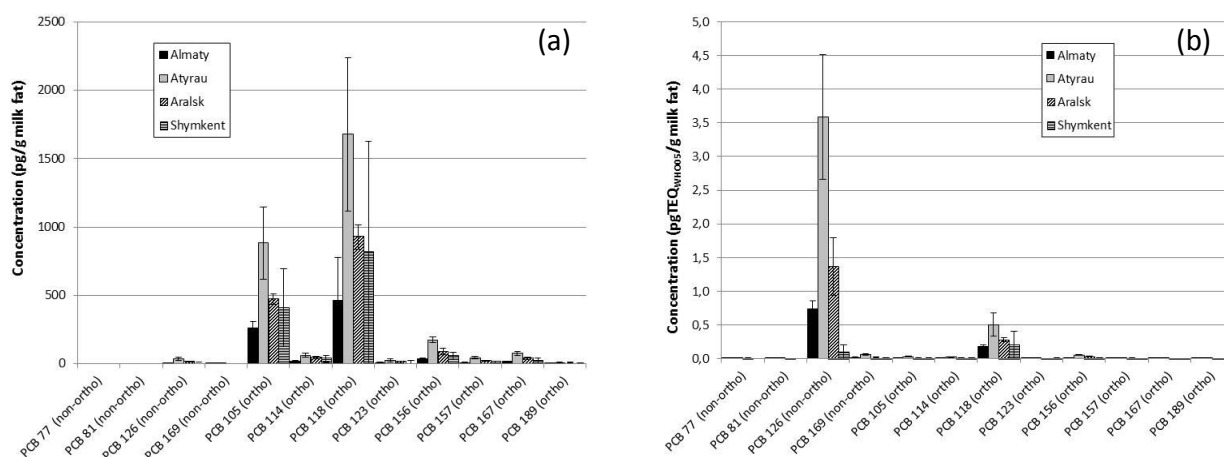 (a)
Concentration (pg/g milk fat)
2500
2000
1500
1000
500
0
Almaty
Atyrau
Aralsk
Shymkent
PCB 77 (non-ortho)
PCB 81 (non-ortho)
PCB 126 (non-ortho)
PCB 169 (non-ortho)
PCB 105 (ortho)
PCB 114 (ortho)
PCB 118 (ortho)
PCB 123 (ortho)
PCB 156 (ortho)
PCB 157 (ortho)
PCB 167 (ortho)
PCB 189 (ortho)
(b)
Concentration (pgTEQWHO05/g milk fat)
5,0
4,5
4,0
3,5
3,0
2,5
2,0
1,5
1,0
0,5
0,0
Almaty
Atyrau
Aralsk
Shymkent
PCB 77 (non-ortho)
PCB 81 (non-ortho)
PCB 126 (non-ortho)
PCB 169 (non-ortho)
PCB 105 (ortho)
PCB 114 (ortho)
PCB 118 (ortho)
PCB 123 (ortho)
PCB 156 (ortho)
PCB 157 (ortho)
PCB 167 (ortho)
PCB 189 (ortho)